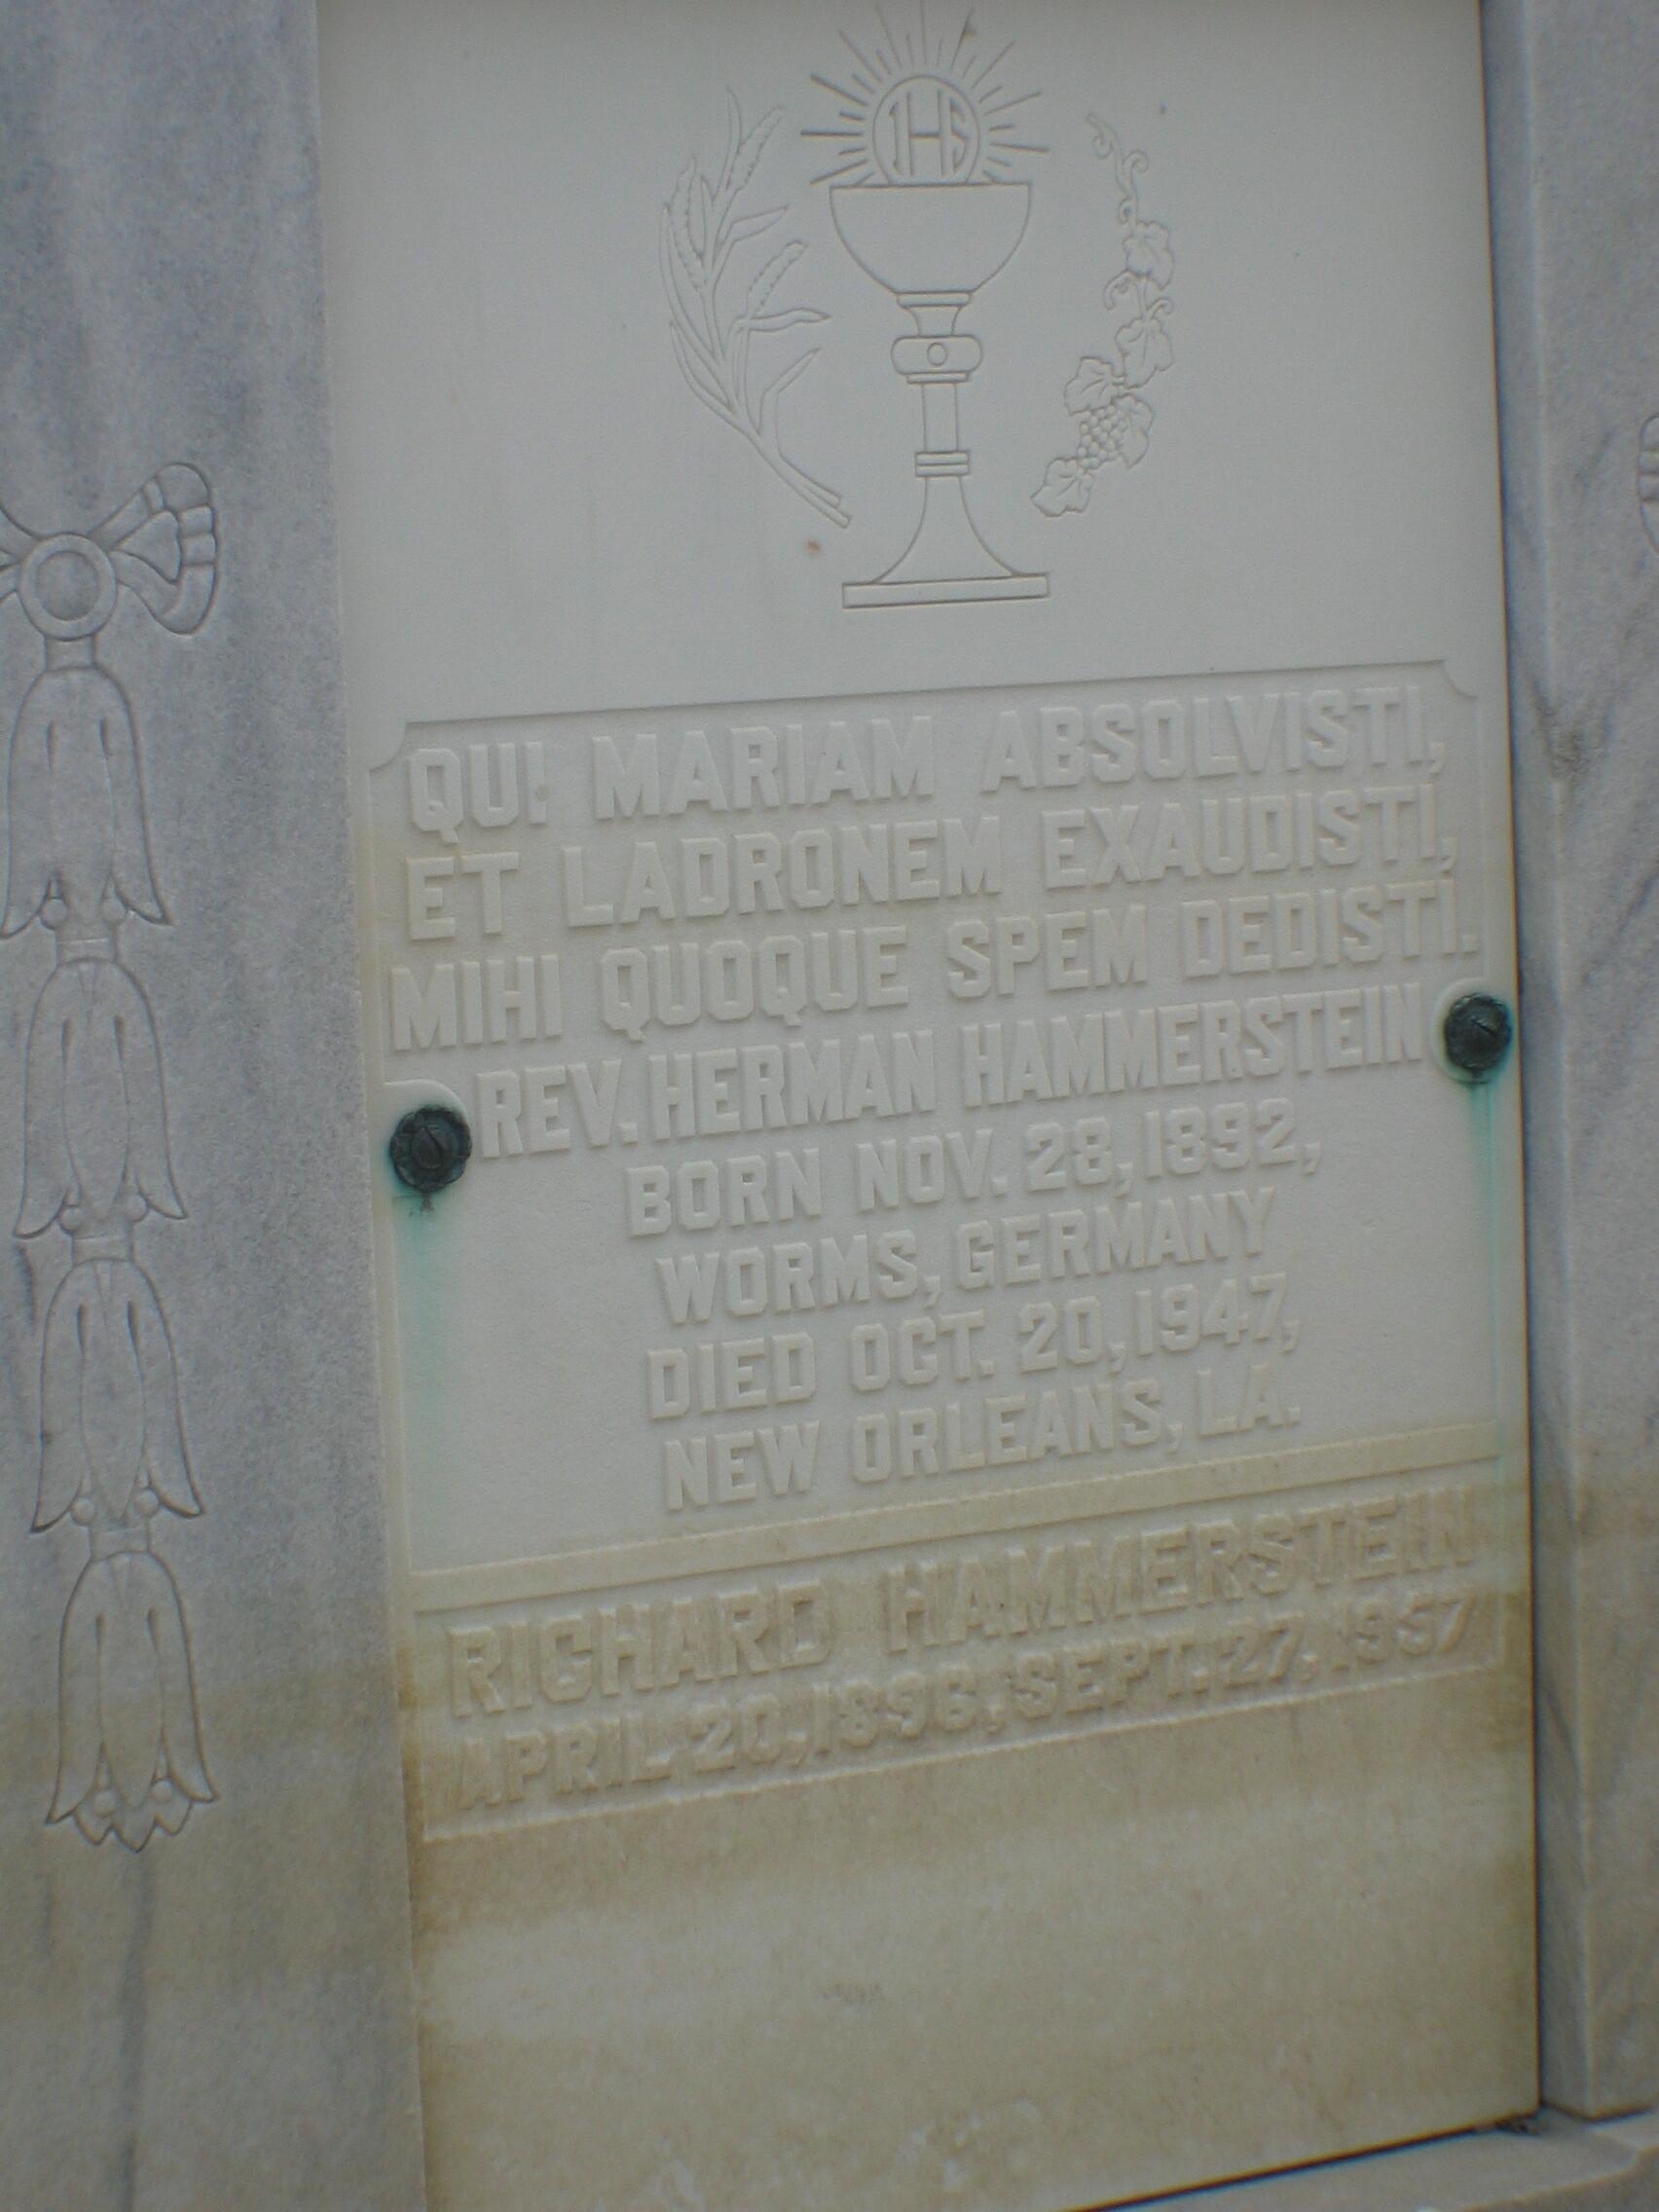 IHS
QUI MARIAM ABSOLVISTI,
ET LADRONEM EXAUDISTI,
MIHI QUOQUE SPEM DEDISTI.
REV. HERMAN HAMMERSTEIN
BORN NOV. 28, 1892,
WORMS, GERMANY
DIED OCT. 20, 1947,
NEW ORLEANS, LA.
RICHARD HAMMERSTEIN
APRIL 20, 1896, SEPT. 27, 1957